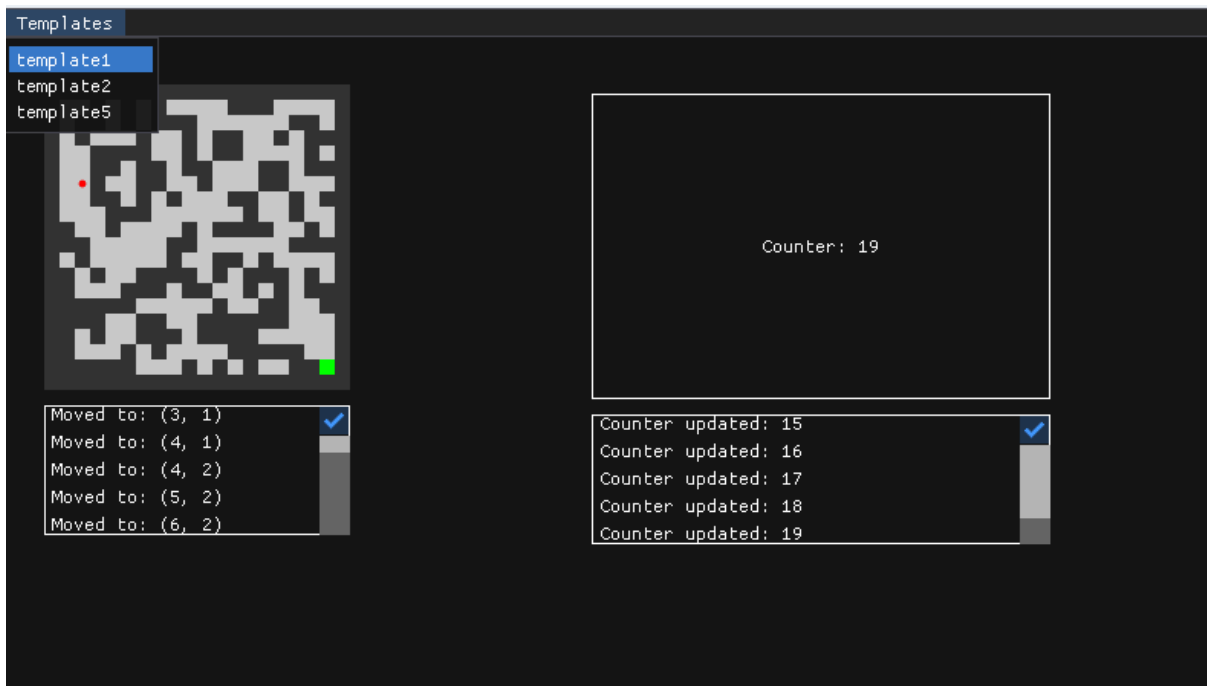 Templates
template1
template2
template5
Counter: 19
Moved to: (3, 1)
Moved to: (4, 1)
Moved to: (4, 2)
Moved to: (5, 2)
Moved to: (6, 2)
Counter updated: 15
Counter updated: 16
Counter updated: 17
Counter updated: 18
Counter updated: 19